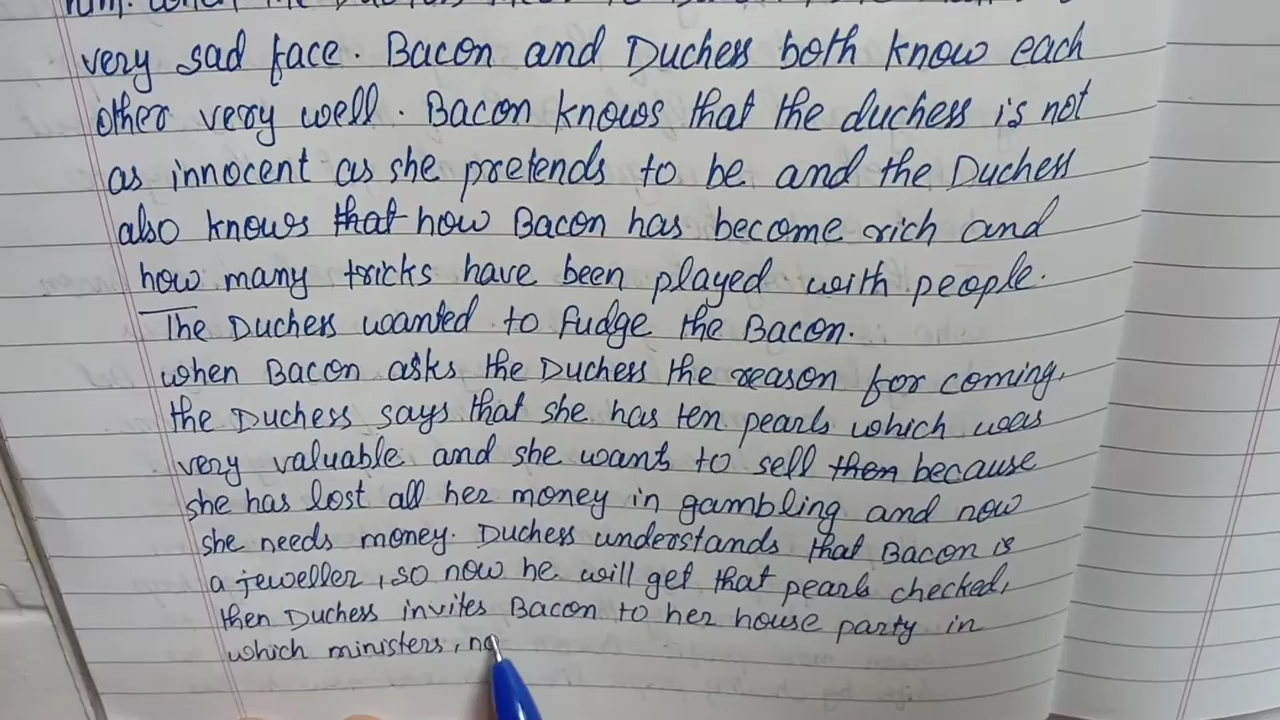 very sad face. Bacon and Duchess both know each
other very well. Bacon knows that the duchess is not
as innocent as she pretends to be and the Duchess
also knows that how Bacon has become rich and
how many tricks have been played with people.
The Duchess wanted to fudge the Bacon.
when Bacon asks the Duchess the reason for coming,
the Duchess says that she has ten pearls which was
very valuable and she wants to sell them because
she has lost all her money in gambling and now
she needs money. Duchess understands that Bacon is
a jeweller, so now he will get that pearls checked,
then Duchess invites Bacon to her house party in
which ministers, no